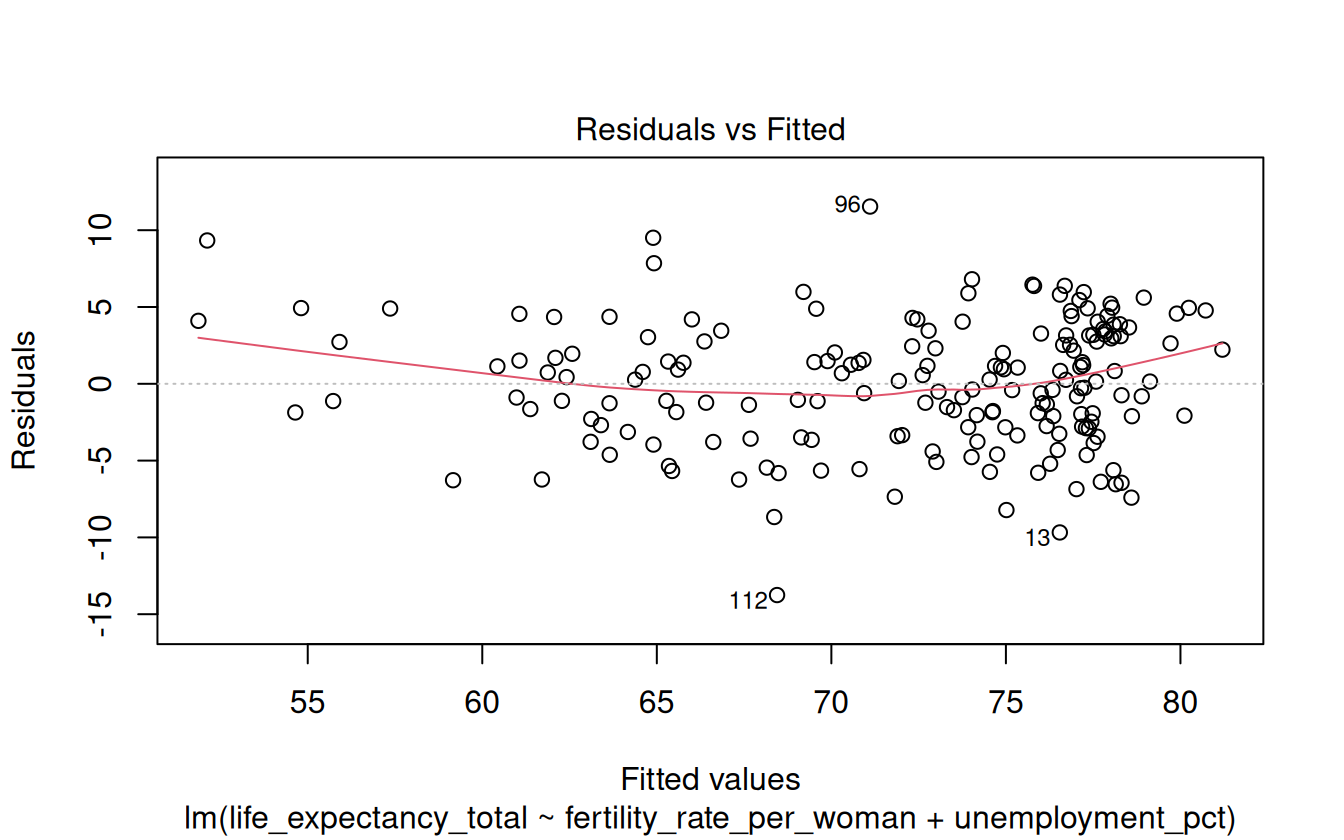 Residuals vs Fitted
Residuals
10
5
0
-5
-10
-15
96
13
112
55 60 65 70 75 80
Fitted values
lm(life_expectancy_total ~ fertility_rate_per_woman + unemployment_pct)